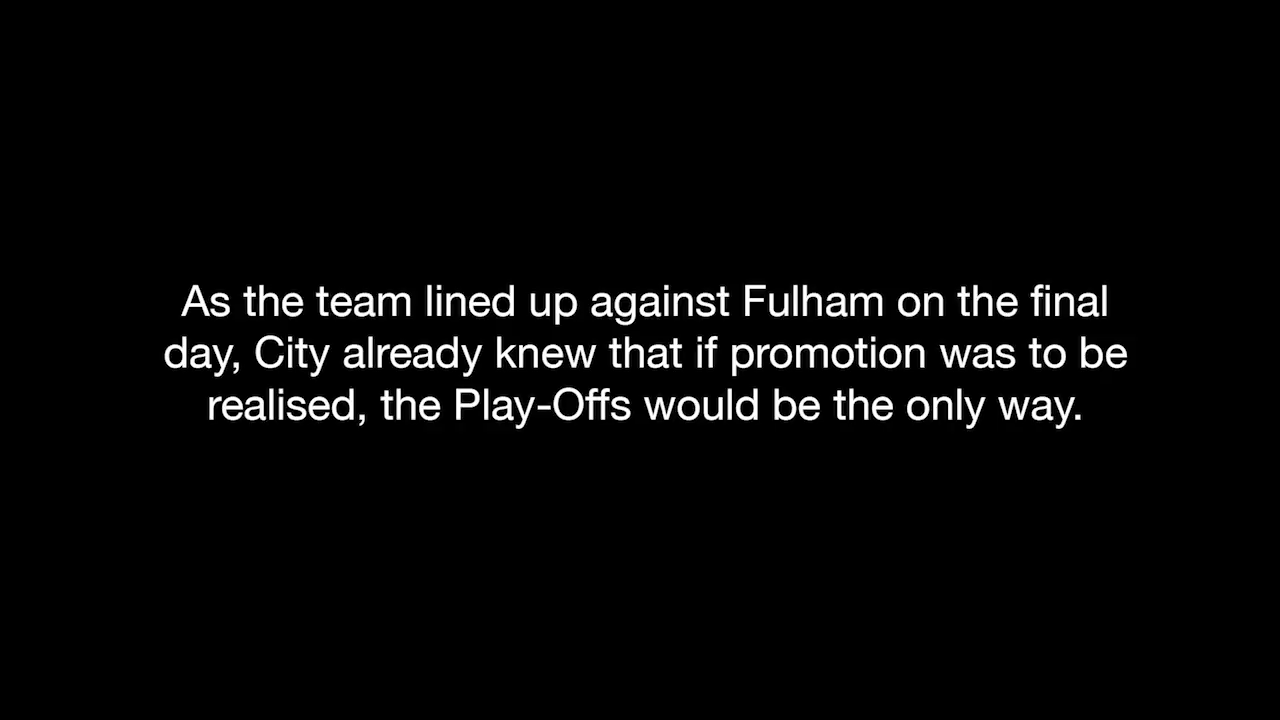 As the team lined up against Fulham on the final
day, City already knew that if promotion was to be
realised, the Play-Offs would be the only way.